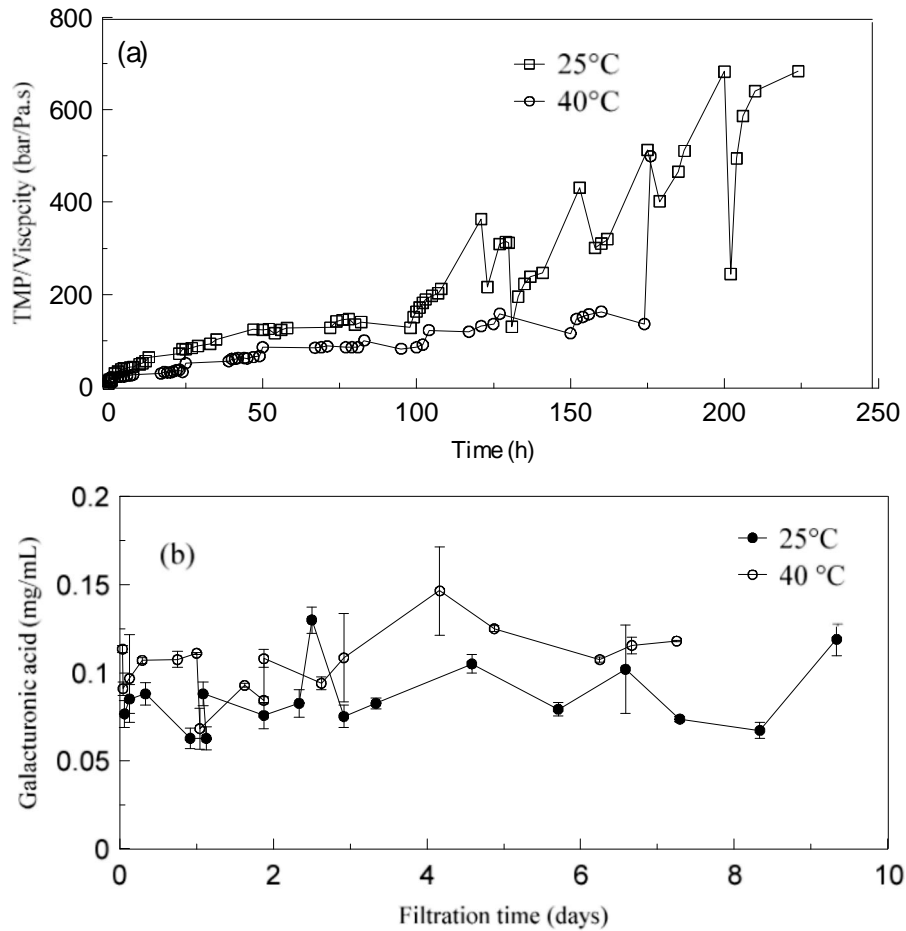 (a)
25°C
40°C
800
600
400
200
0
TMP/Viscpcity (bar/Pa.s)
0 50 100 150 200 250
Time (h)
(b)
25°C
40 °C
0.2
0.15
0.1
0.05
0
Galacturonic acid (mg/mL)
0 2 4 6 8 10
Filtration time (days)